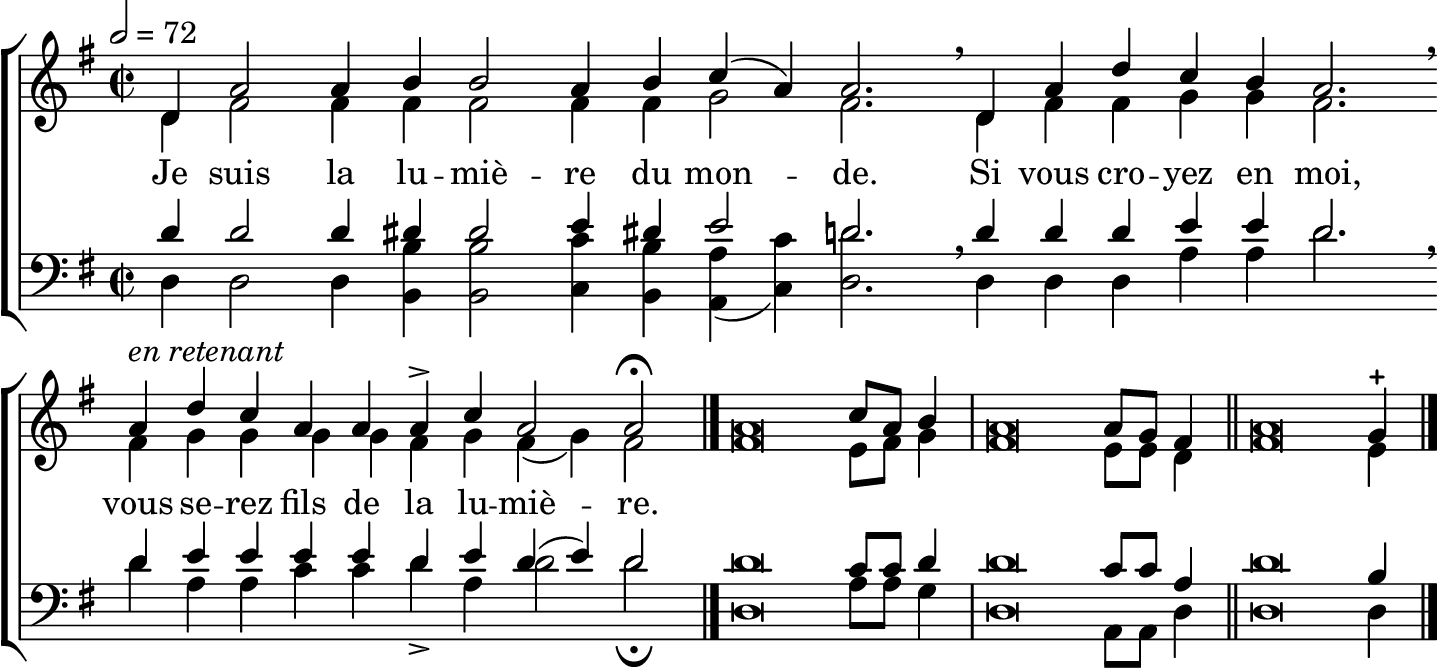 = 72
Je suis la lu -- miè -- re du mon -- de. Si vous cro -- yez en moi,
en retenant
vous se -- rez fils de la lu -- miè -- re.